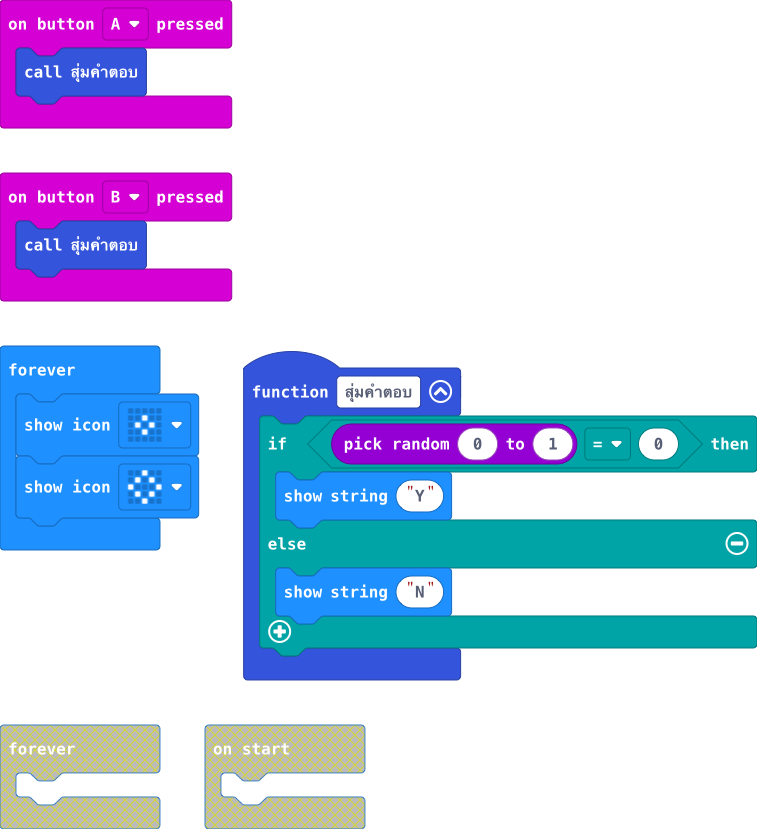 on button A pressed
call สุ่มคำตอบ
on button B pressed
call สุ่มคำตอบ
forever
show icon
show icon
function สุ่มคำตอบ
if pick random 0 to 1 = 0 then
show string "Y"
else
show string "N"
forever
on start